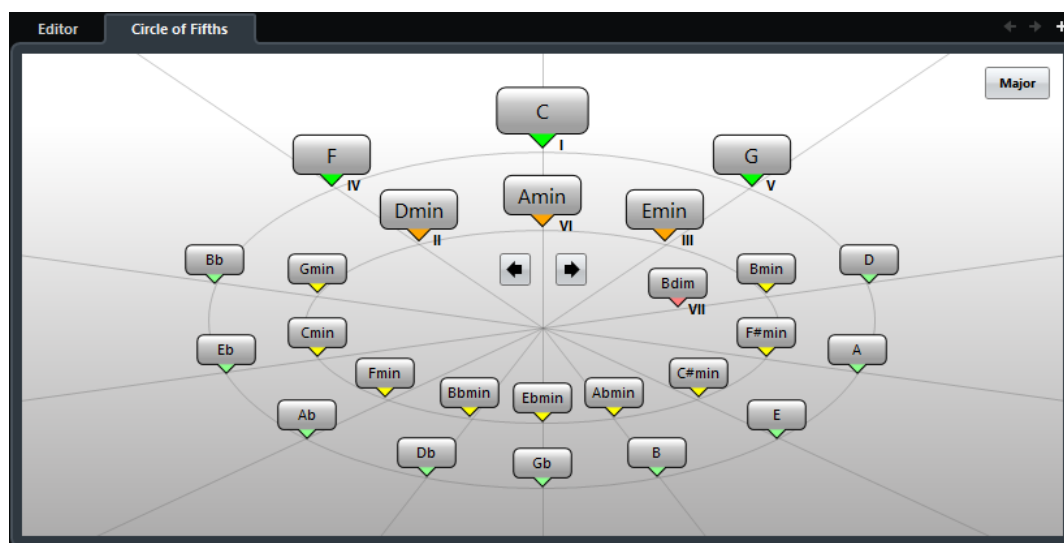 Editor Circle of Fifths
Major
C
I
F
IV
G
V
Dmin
II
Amin
VI
Emin
III
Bb
Gmin
Bdim
VII
Bmin
D
Eb
Cmin
F#min
A
Fmin
C#min
Bbmin
Ebmin
Abmin
Ab
E
Db
Gb
B